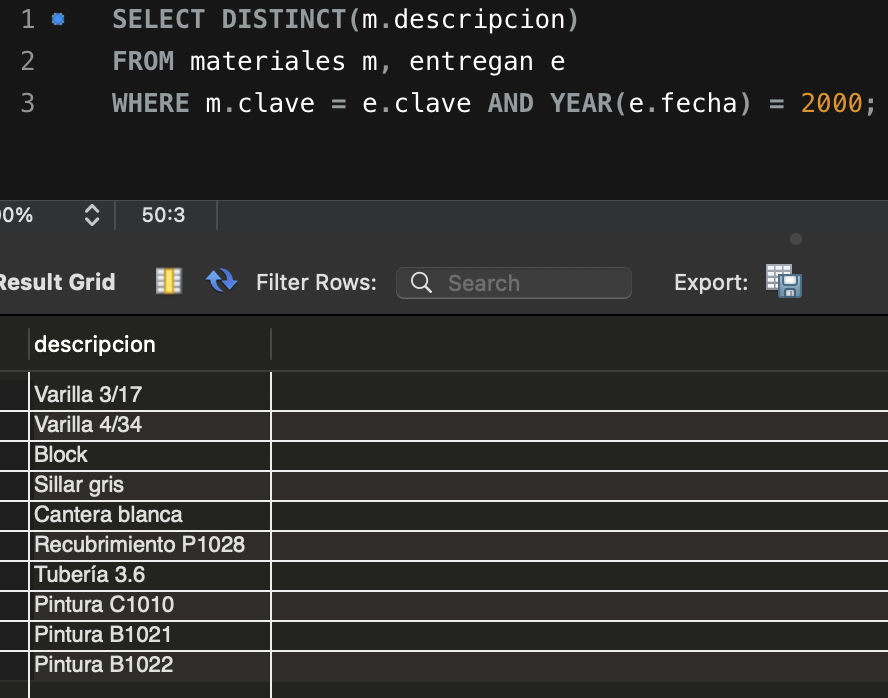 1 SELECT DISTINCT(m.descripcion)
2 FROM materiales m, entregan e
3 WHERE m.clave = e.clave AND YEAR(e.fecha) = 2000;
0% 50:3
Result Grid Filter Rows: Search Export:
descripcion
Varilla 3/17
Varilla 4/34
Block
Sillar gris
Cantera blanca
Recubrimiento P1028
Tubería 3.6
Pintura C1010
Pintura B1021
Pintura B1022